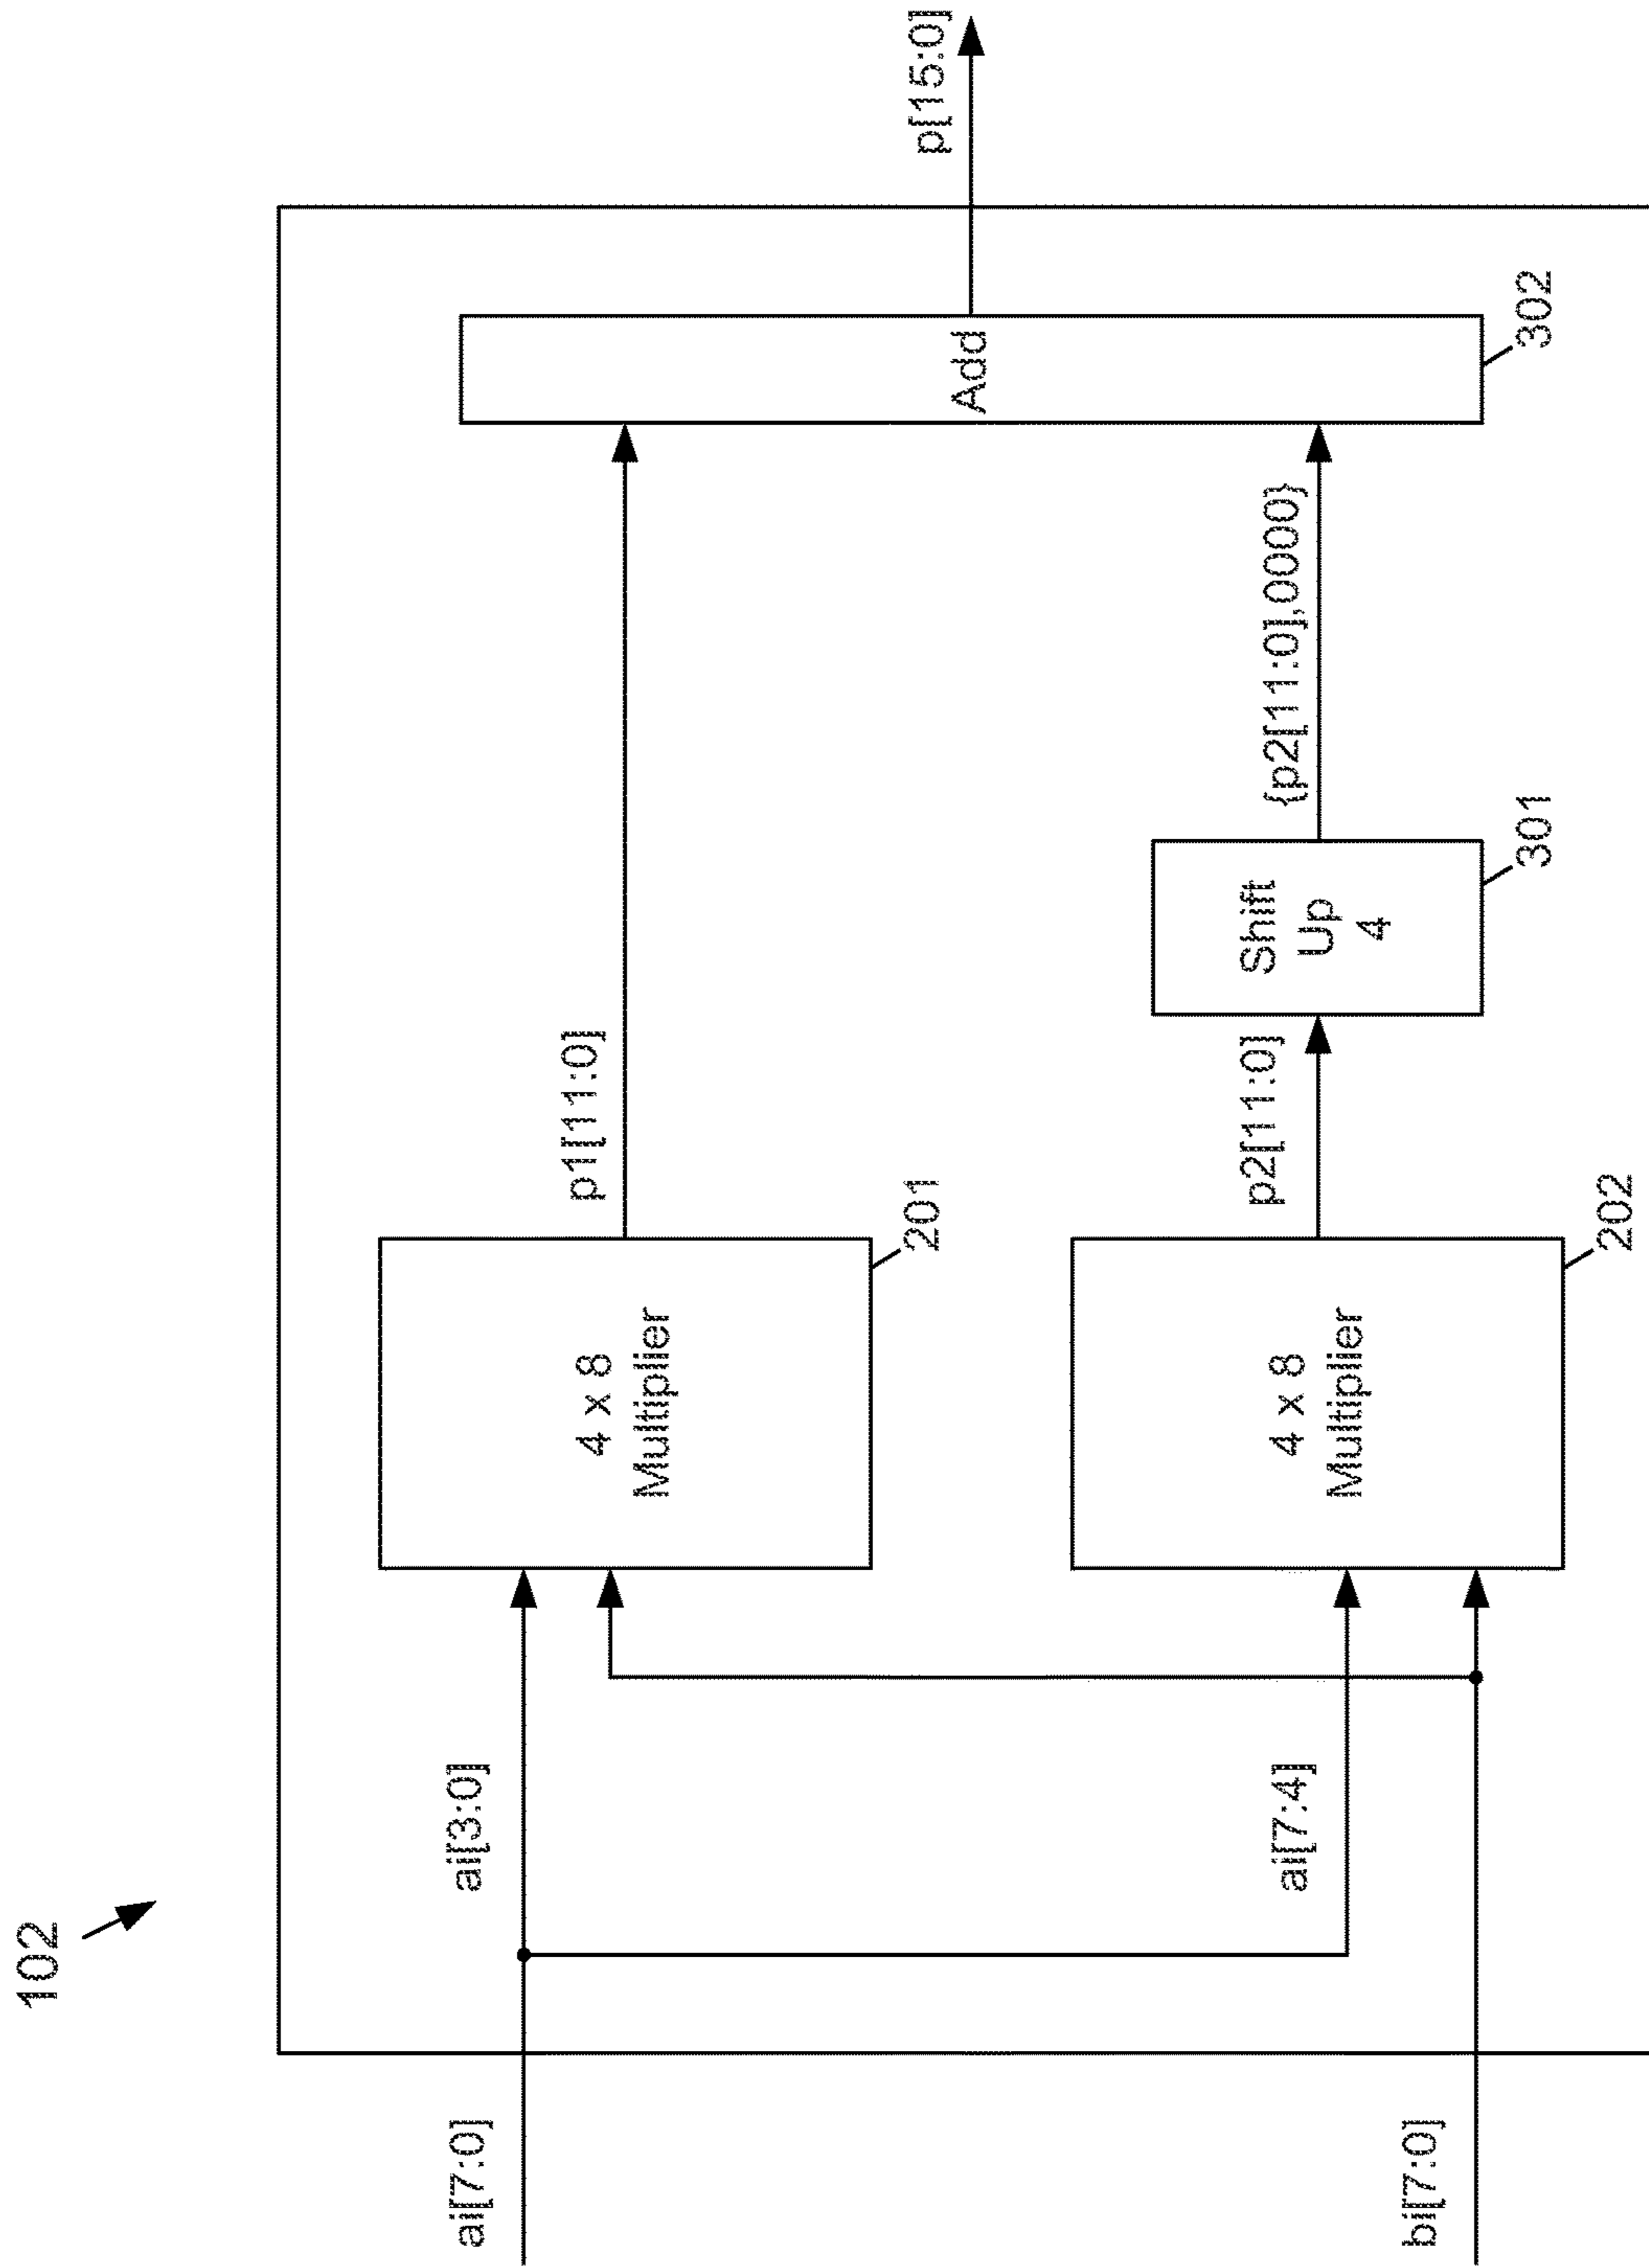 102
ai[7:0]
ai[3:0]
4 x 8
Multiplier
201
p1[11:0]
p[15:0]
Add
302
bi[7:0]
ai[7:4]
4 x 8
Multiplier
202
p2[11:0]
Shift
Up
4
301
{p2[11:0],0000}